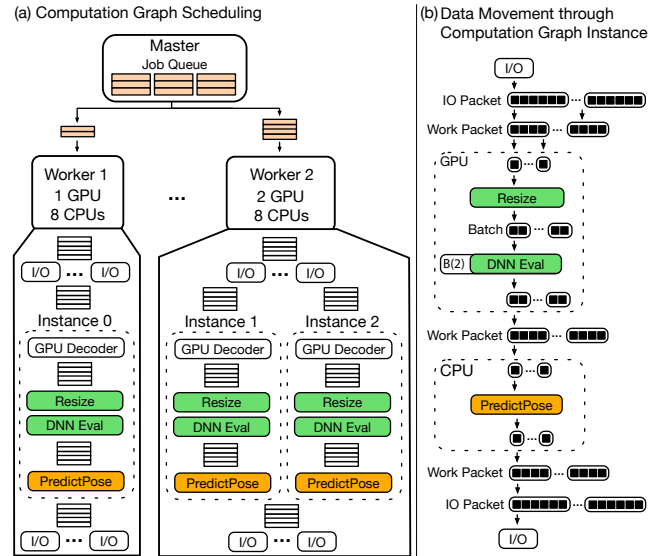 (a) Computation Graph Scheduling
Master
Job Queue
Worker 1
1 GPU
8 CPUs
...
Worker 2
2 GPU
8 CPUs
I/O ... I/O
I/O ... I/O
Instance 0
Instance 1
Instance 2
GPU Decoder
GPU Decoder
GPU Decoder
Resize
Resize
Resize
DNN Eval
DNN Eval
DNN Eval
PredictPose
PredictPose
PredictPose
I/O ... I/O
I/O ... I/O
(b) Data Movement through
Computation Graph Instance
I/O
IO Packet ...
Work Packet ...
GPU ...
Resize
Batch ...
B(2) DNN Eval
...
Work Packet ...
CPU ...
PredictPose
...
Work Packet ...
IO Packet ...
I/O